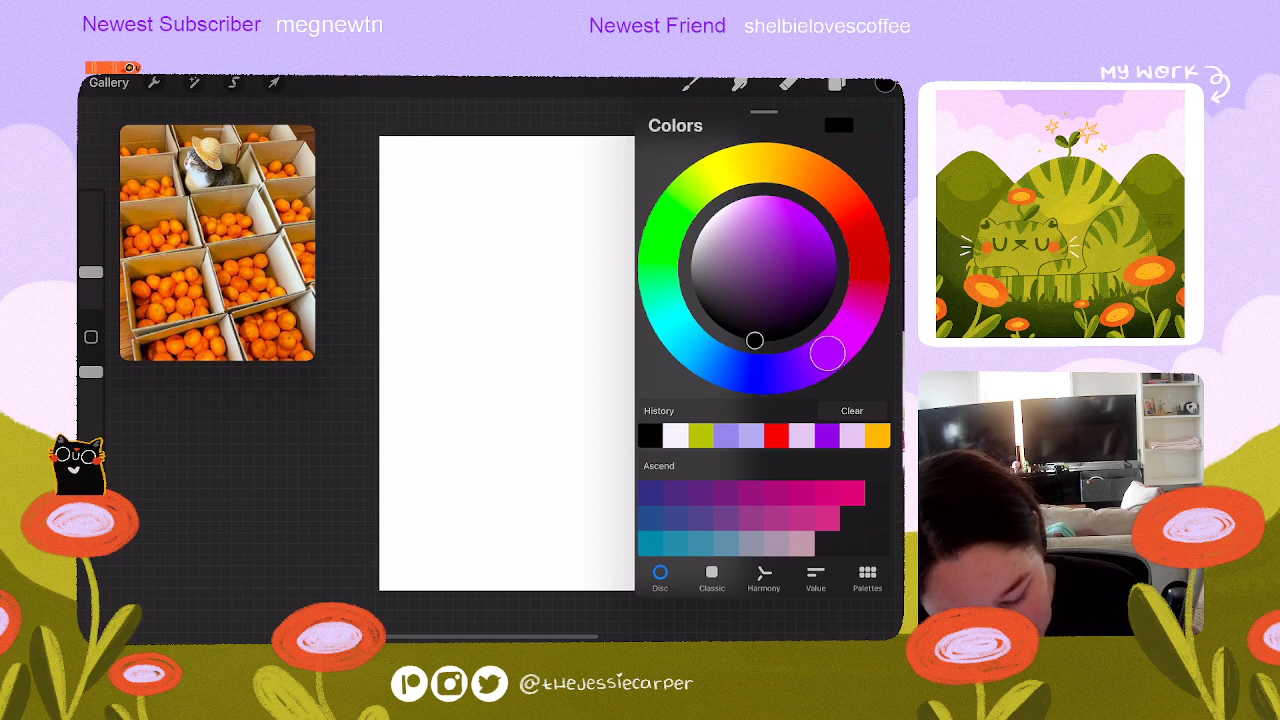 Newest Subscriber megnewtn
Newest Friend shelbielovescoffee
MY WORK
Gallery
Colors
History
Clear
Ascend
Disc
Classic
Harmony
Value
Palettes
@THEJESSIECARPER